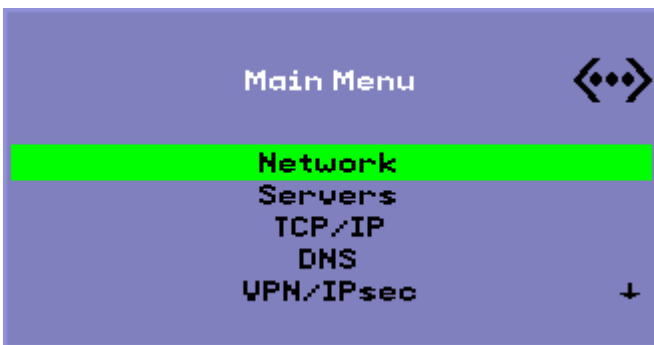 Main Menu
Network
Servers
TCP/IP
DNS
VPN/IPsec